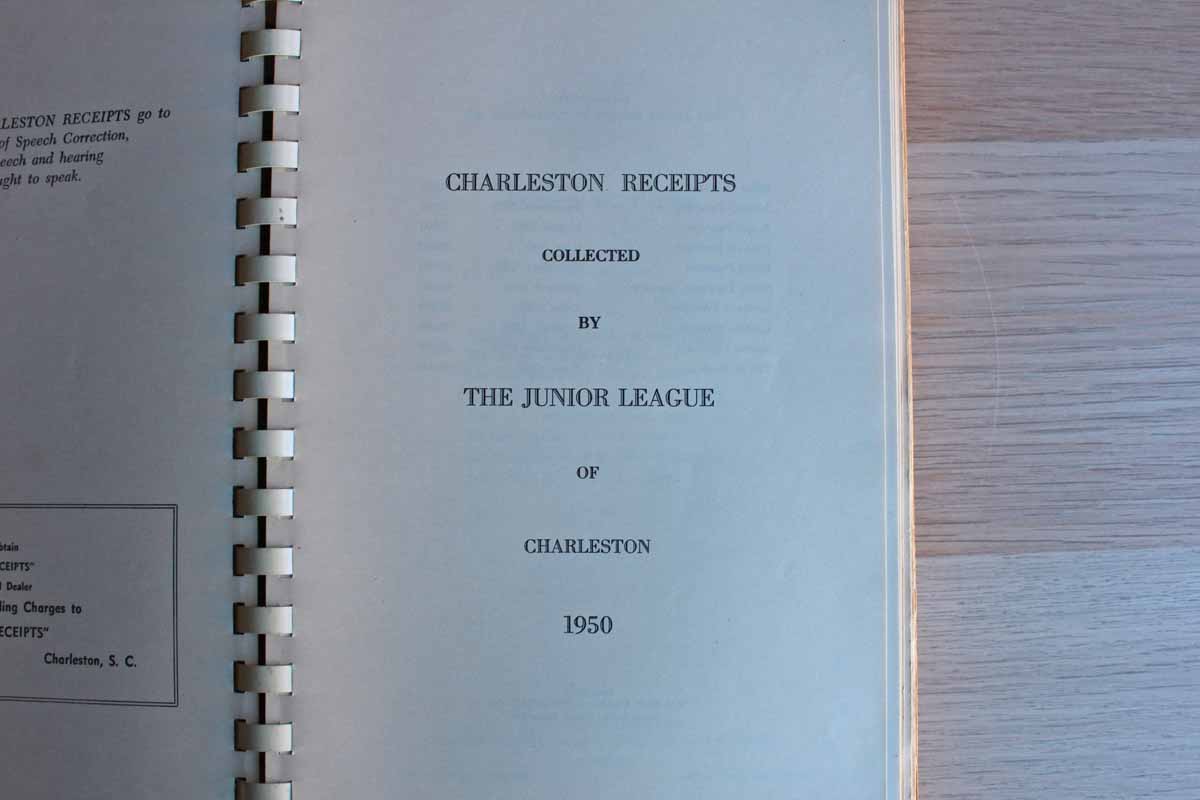 LESTON RECEIPTS go to
of Speech Correction,
eech and hearing
ght to speak.
btain
CEIPTS"
l Dealer
ling Charges to
ECEIPTS"
Charleston, S. C.
CHARLESTON RECEIPTS
COLLECTED
BY
THE JUNIOR LEAGUE
OF
CHARLESTON
1950